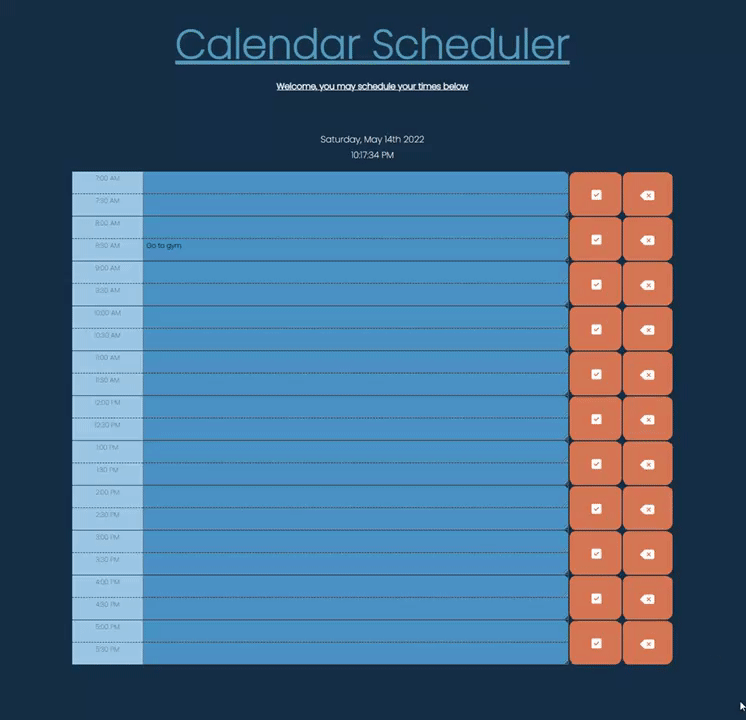 Calendar Scheduler
Welcome, you may schedule your times below
Saturday, May 14th 2022
10:17:34 PM
7:00 AM
7:30 AM
8:00 AM
8:30 AM Go to gym.
9:00 AM
9:30 AM
10:00 AM
10:30 AM
11:00 AM
11:30 AM
12:00 PM
12:30 PM
1:00 PM
1:30 PM
2:00 PM
2:30 PM
3:00 PM
3:30 PM
4:00 PM
4:30 PM
5:00 PM
5:30 PM